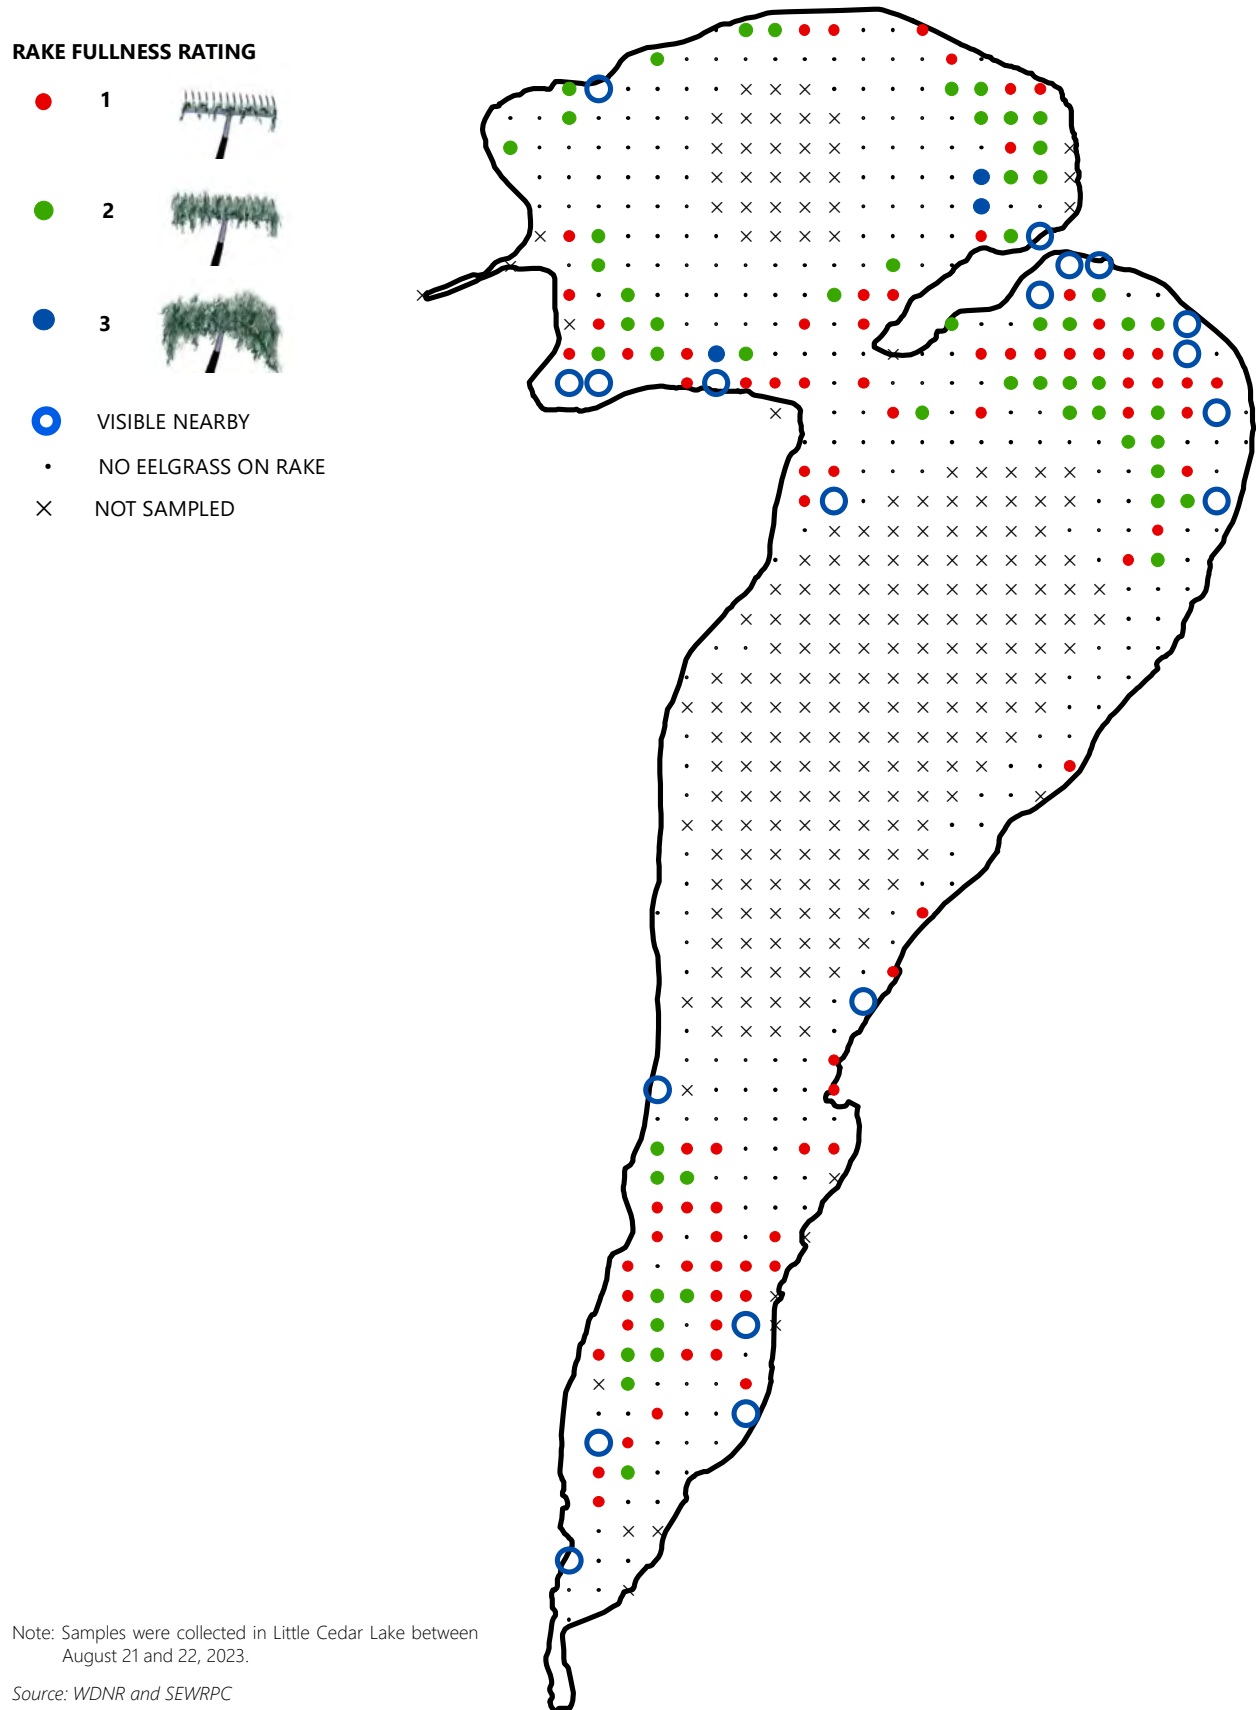 RAKE FULLNESS RATING
1
2
3
VISIBLE NEARBY
NO EELGRASS ON RAKE
NOT SAMPLED
Note: Samples were collected in Little Cedar Lake between
August 21 and 22, 2023.
Source: WDNR and SEWRPC